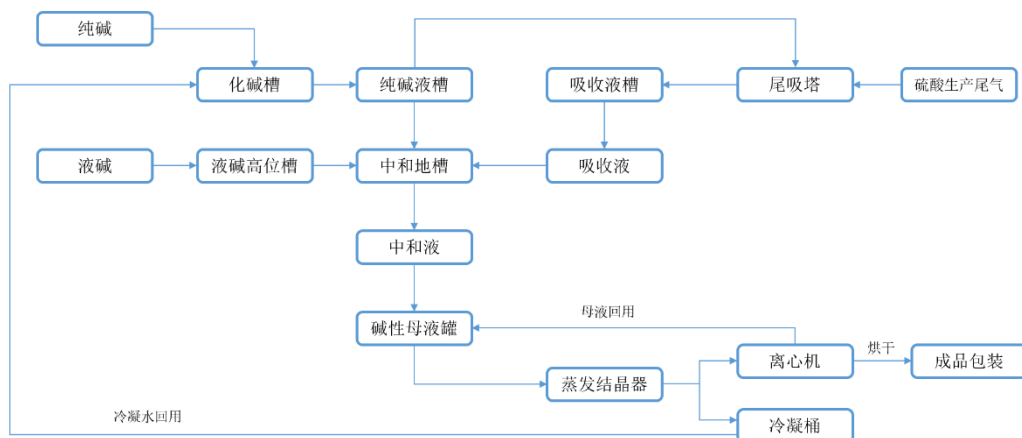 纯碱
化碱槽
纯碱液槽
吸收液槽
尾吸塔
硫酸生产尾气
液碱
液碱高位槽
中和地槽
吸收液
中和液
母液回用
碱性母液罐
离心机
烘干
成品包装
蒸发结晶器
冷凝水回用
冷凝桶